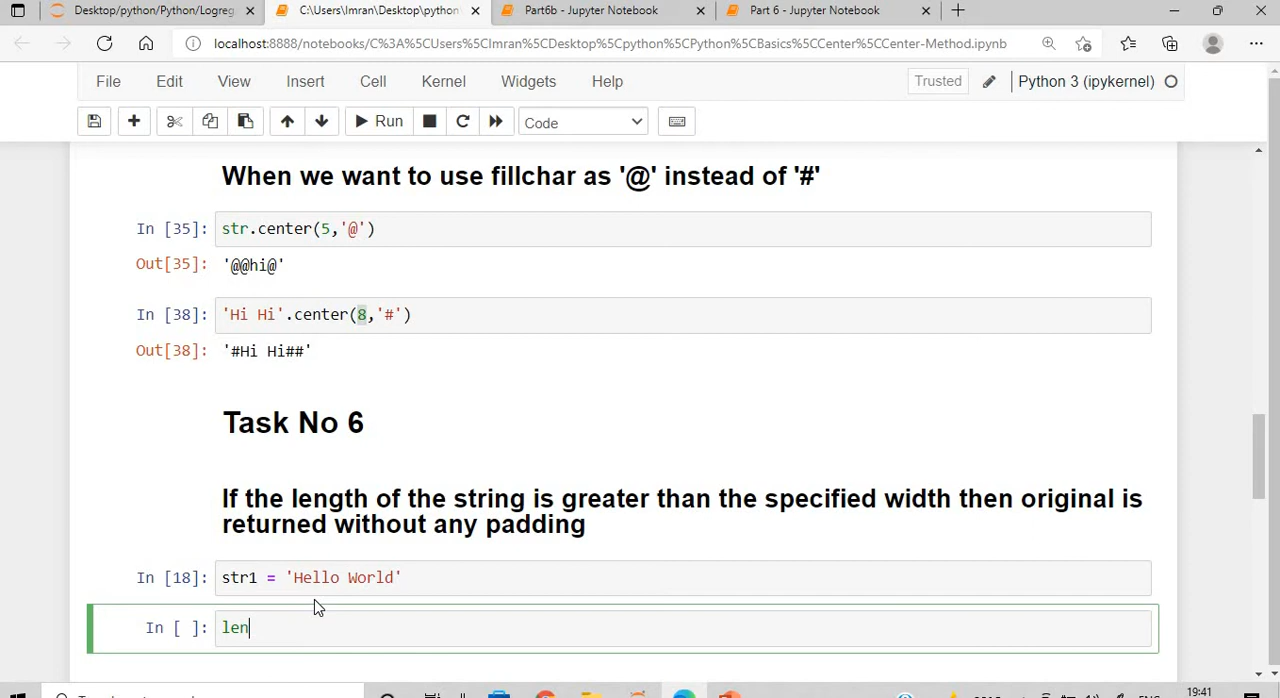 Desktop/python/Python/Logreg
C:\Users\Imran\Desktop\python
Part6b - Jupyter Notebook
Part 6 - Jupyter Notebook
localhost:8888/notebooks/C%3A%5CUsers%5CImran%5CDesktop%5Cpython%5CPython%5CBasics%5CCenter%5CCenter-Method.ipynb
File Edit View Insert Cell Kernel Widgets Help Trusted Python 3 (ipykernel)
Run Code
When we want to use fillchar as '@' instead of '#'
In [35]: str.center(5,'@')
Out[35]: '@@hi@'
In [38]: 'Hi Hi'.center(8,'#')
Out[38]: '#Hi Hi##'
Task No 6
If the length of the string is greater than the specified width then original is
returned without any padding
In [18]: str1 = 'Hello World'
In [ ]: len
19:41